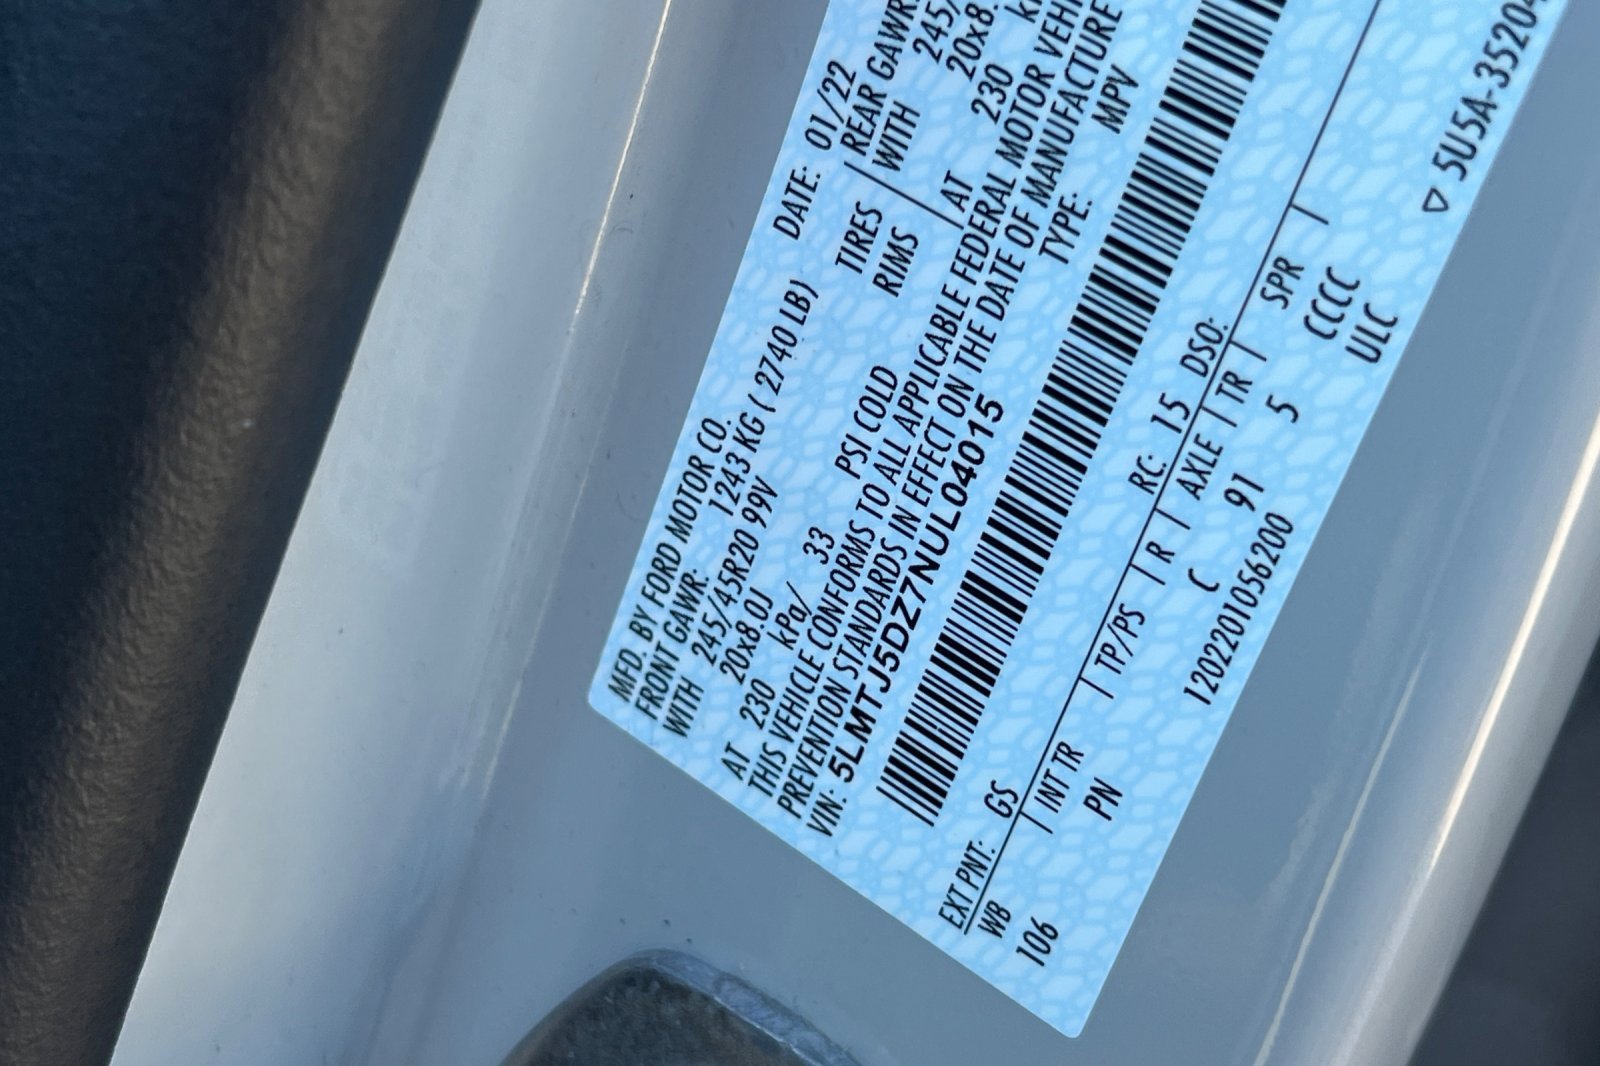 MFD. BY FORD MOTOR CO. DATE: 01/22
FRONT GAWR: 1243 KG ( 2740 LB) REAR GAWR
WITH 245/45R20 99V TIRES WITH 245/
20x8.0J RIMS 20x8
AT 230 kPa/ 33 PSI COLD AT 230
THIS VEHICLE CONFORMS TO ALL APPLICABLE FEDERAL MOTOR VEH
PREVENTION STANDARDS IN EFFECT ON THE DATE OF MANUFACTURE
VIN: 5LMTJ5DZ7NUL04015 TYPE: MPV
EXT PNT: GS RC: 15 DSO:
WB | INT TR | TP/PS | R | AXLE | TR | SPR |
106 PN C 91 5 CCCC
1202201056200 ULC
▽ 5U5A-35204